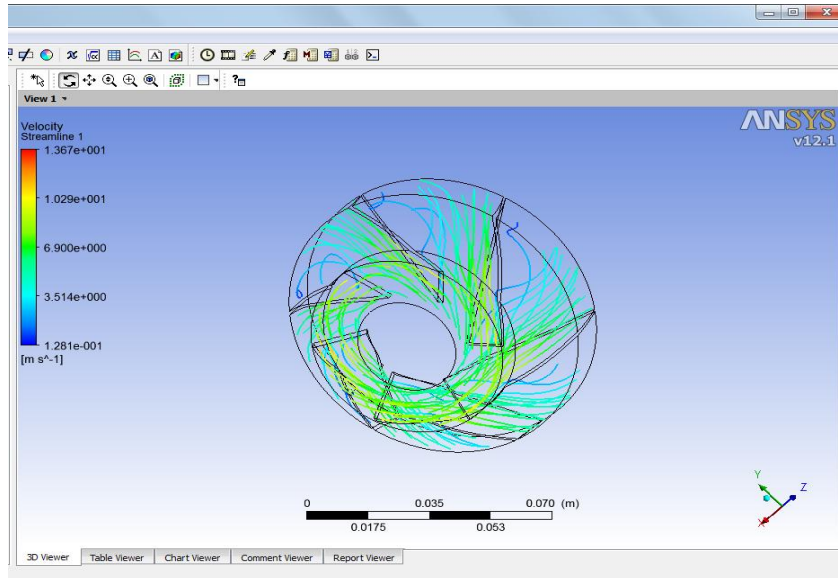 View 1
ANSYS
v12.1
Velocity
Streamline 1
1.367e+001
1.029e+001
6.900e+000
3.514e+000
1.281e-001
[m s^-1]
Y
Z
X
0 0.035 0.070 (m)
0.0175 0.053
3D Viewer Table Viewer Chart Viewer Comment Viewer Report Viewer